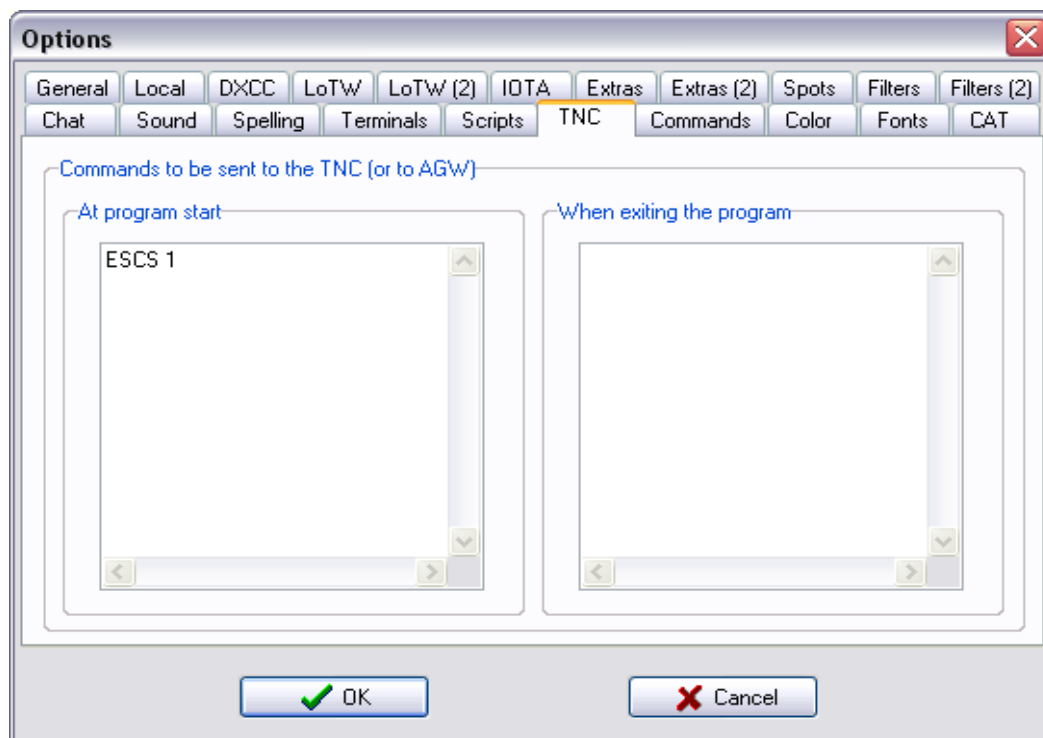 Options
General Local DXCC LoTW LoTW (2) IOTA Extras Extras (2) Spots Filters Filters (2)
Chat Sound Spelling Terminals Scripts TNC Commands Color Fonts CAT
Commands to be sent to the TNC (or to AGW)
At program start When exiting the program
ESCS 1
OK Cancel